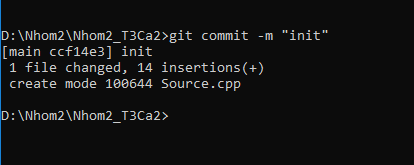 D:\Nhom2\Nhom2_T3Ca2>git commit -m "init"
[main ccf14e3] init
 1 file changed, 14 insertions(+)
 create mode 100644 Source.cpp
D:\Nhom2\Nhom2_T3Ca2>